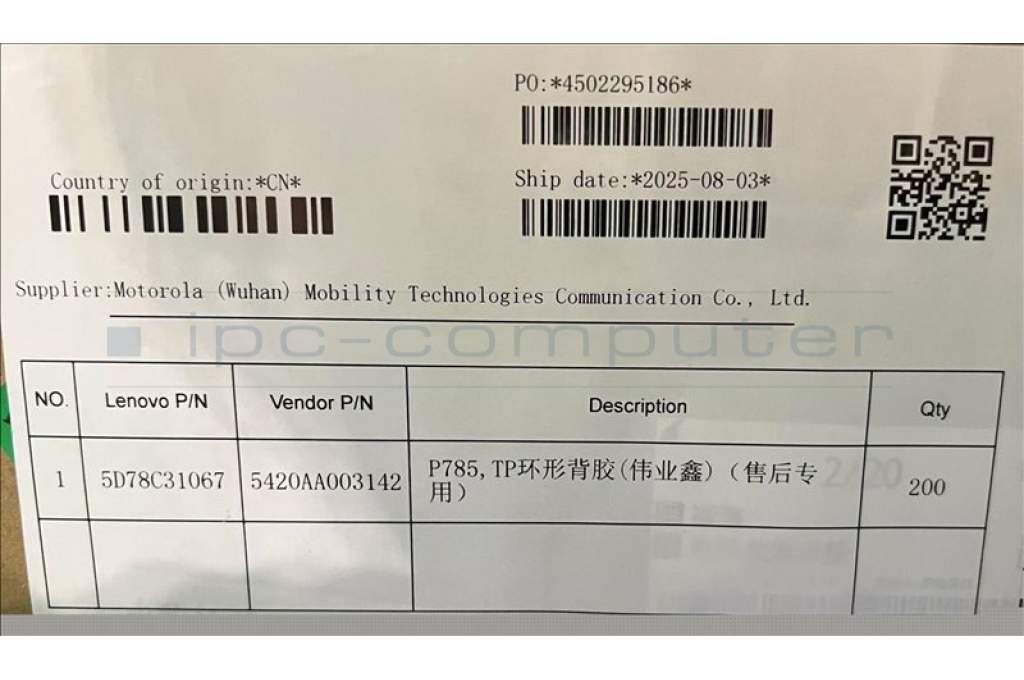 PO:*4502295186*
Country of origin:*CN*
Ship date:*2025-08-03*
Supplier:Motorola (Wuhan) Mobility Technologies Communication Co., Ltd.
ipc-computer
NO. Lenovo P/N Vendor P/N Description Qty
1 5D78C31067 5420AA003142 P785,TP环形背胶(伟业鑫)（售后专 200
用）
2/20